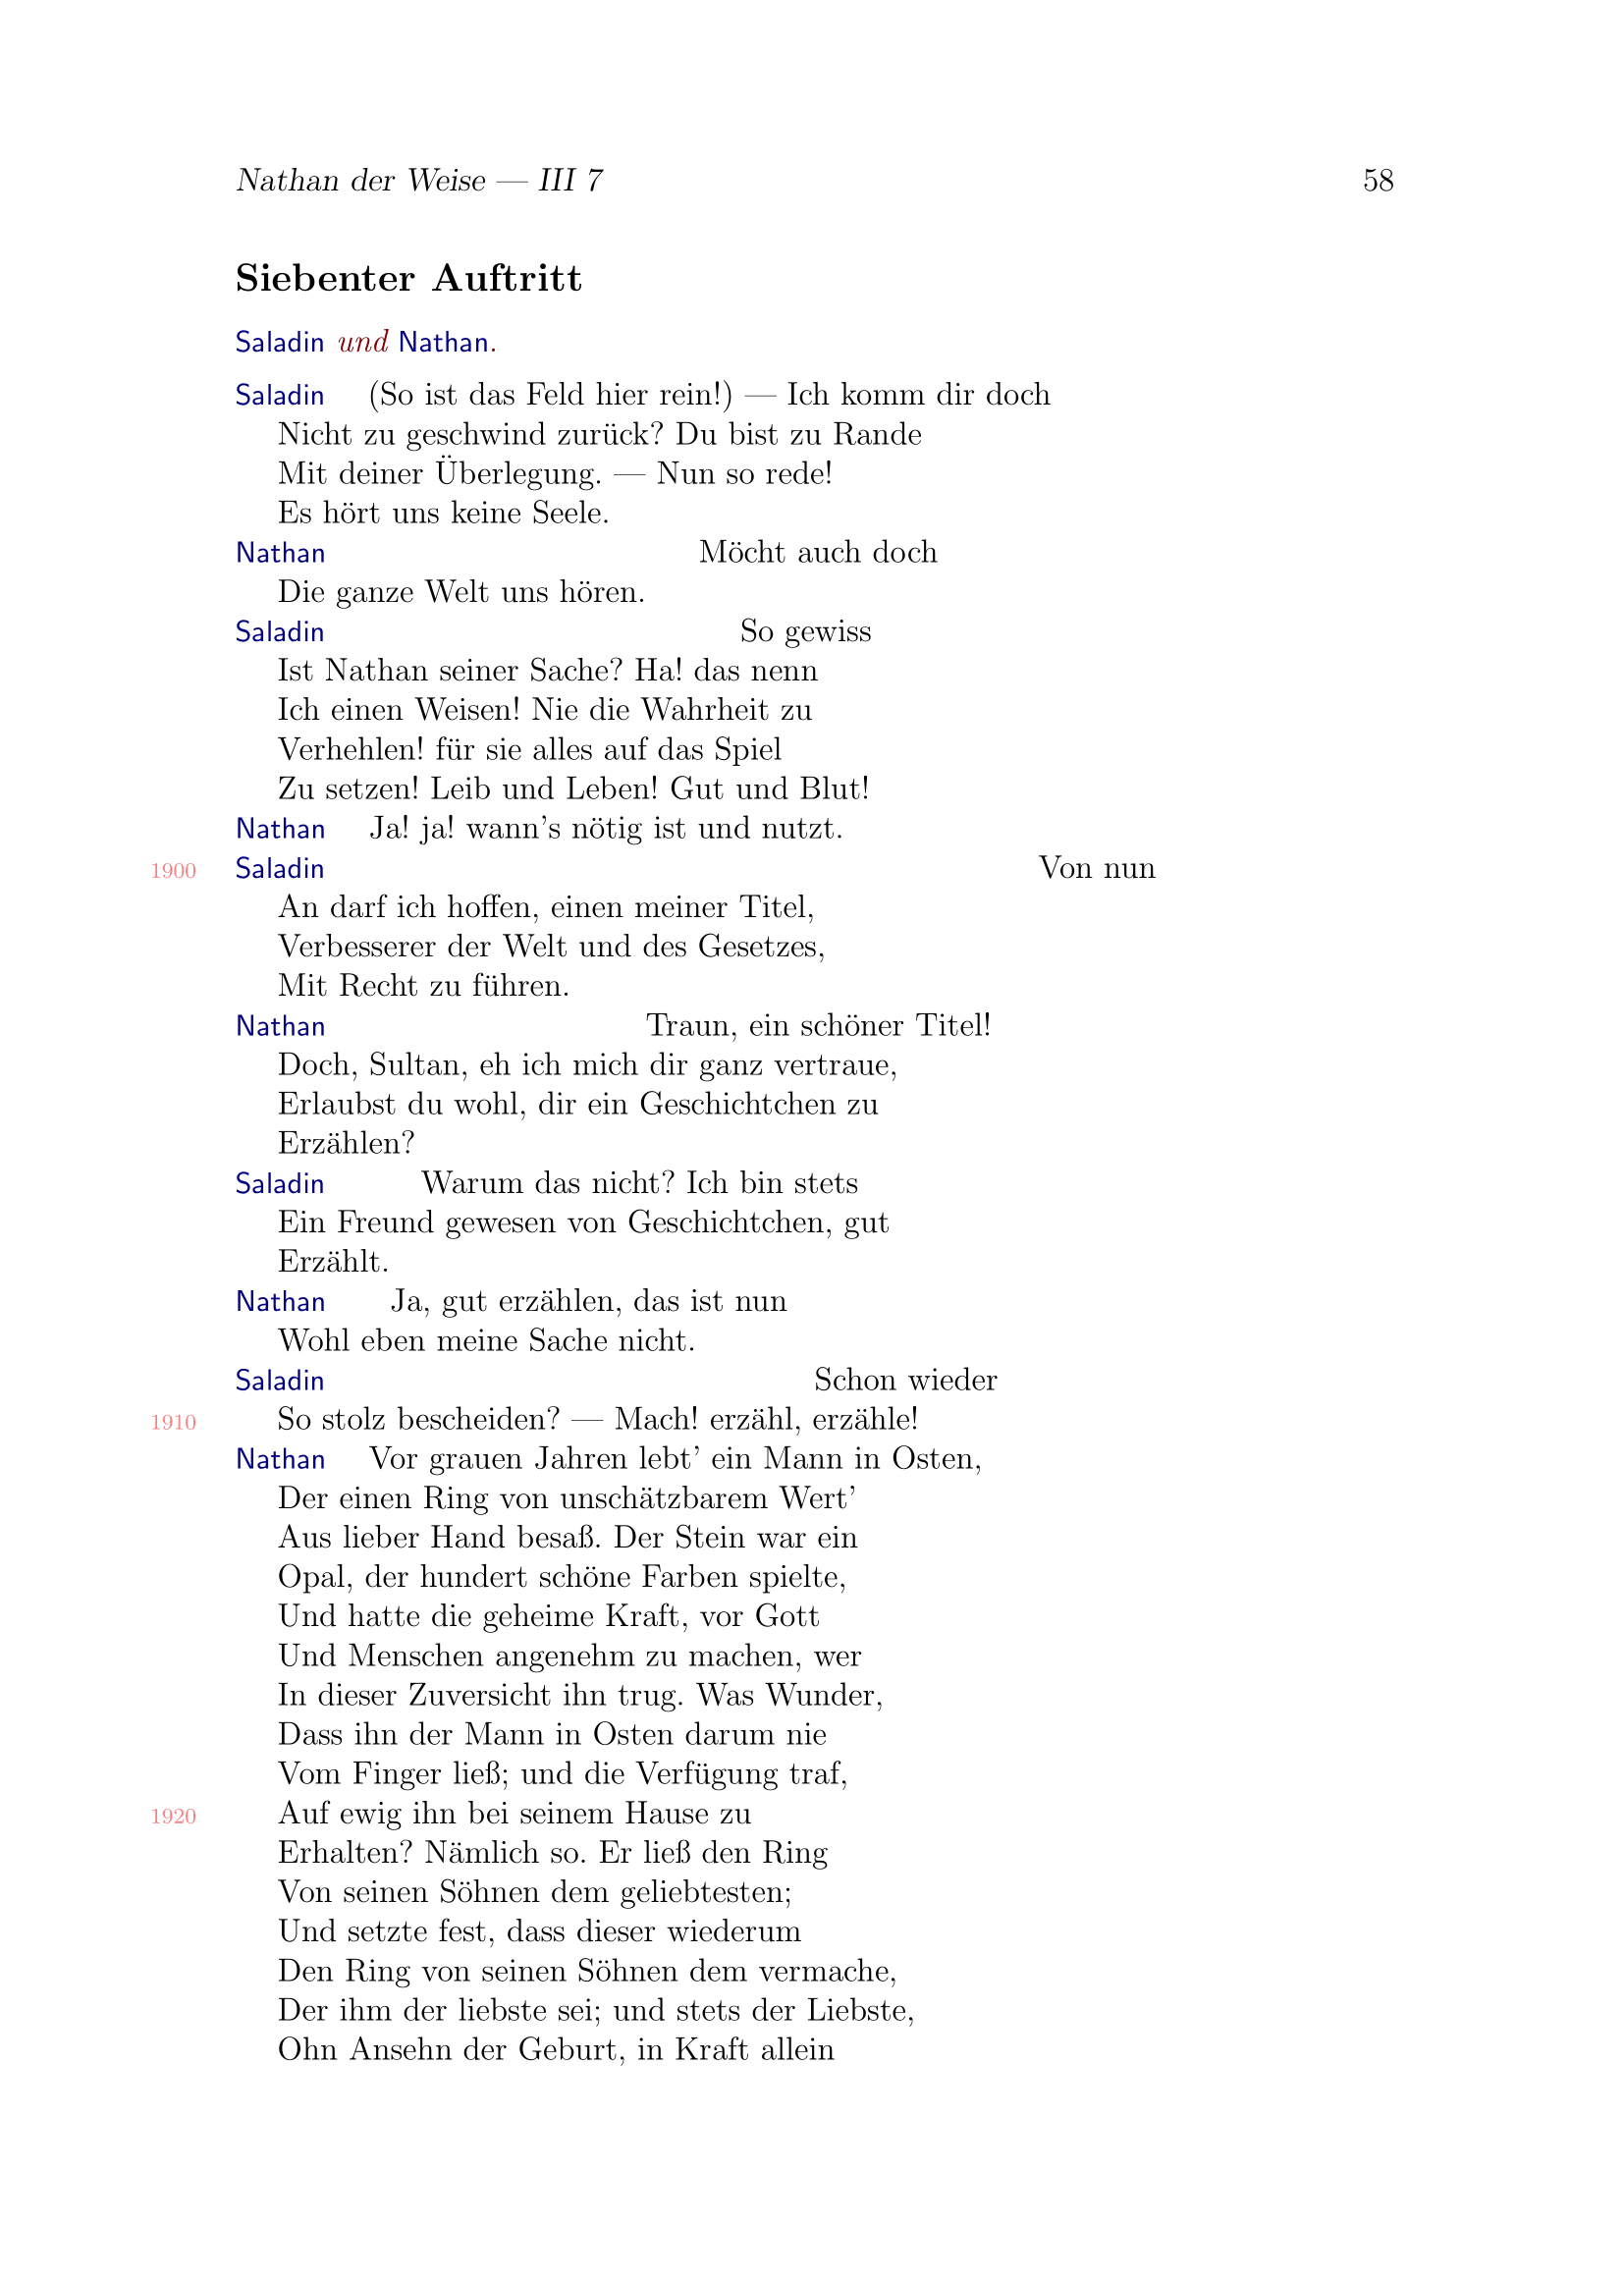 Nathan der Weise — III 7 58
Siebenter Auftritt
Saladin und Nathan.
Saladin (So ist das Feld hier rein!) — Ich komm dir doch
Nicht zu geschwind zurück? Du bist zu Rande
Mit deiner Überlegung. — Nun so rede!
Es hört uns keine Seele.
Nathan Möcht auch doch
Die ganze Welt uns hören.
Saladin So gewiss
Ist Nathan seiner Sache? Ha! das nenn
Ich einen Weisen! Nie die Wahrheit zu
Verhehlen! für sie alles auf das Spiel
Zu setzen! Leib und Leben! Gut und Blut!
Nathan Ja! ja! wann's nötig ist und nutzt.
1900 Saladin Von nun
An darf ich hoffen, einen meiner Titel,
Verbesserer der Welt und des Gesetzes,
Mit Recht zu führen.
Nathan Traun, ein schöner Titel!
Doch, Sultan, eh ich mich dir ganz vertraue,
Erlaubst du wohl, dir ein Geschichtchen zu
Erzählen?
Saladin Warum das nicht? Ich bin stets
Ein Freund gewesen von Geschichtchen, gut
Erzählt.
Nathan Ja, gut erzählen, das ist nun
Wohl eben meine Sache nicht.
Saladin Schon wieder
1910 So stolz bescheiden? — Mach! erzähl, erzähle!
Nathan Vor grauen Jahren lebt' ein Mann in Osten,
Der einen Ring von unschätzbarem Wert'
Aus lieber Hand besaß. Der Stein war ein
Opal, der hundert schöne Farben spielte,
Und hatte die geheime Kraft, vor Gott
Und Menschen angenehm zu machen, wer
In dieser Zuversicht ihn trug. Was Wunder,
Dass ihn der Mann in Osten darum nie
Vom Finger ließ; und die Verfügung traf,
1920 Auf ewig ihn bei seinem Hause zu
Erhalten? Nämlich so. Er ließ den Ring
Von seinen Söhnen dem geliebtesten;
Und setzte fest, dass dieser wiederum
Den Ring von seinen Söhnen dem vermache,
Der ihm der liebste sei; und stets der Liebste,
Ohn Ansehn der Geburt, in Kraft allein